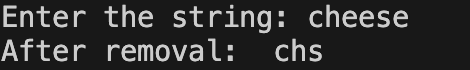 Enter the string: cheese
After removal:  chs